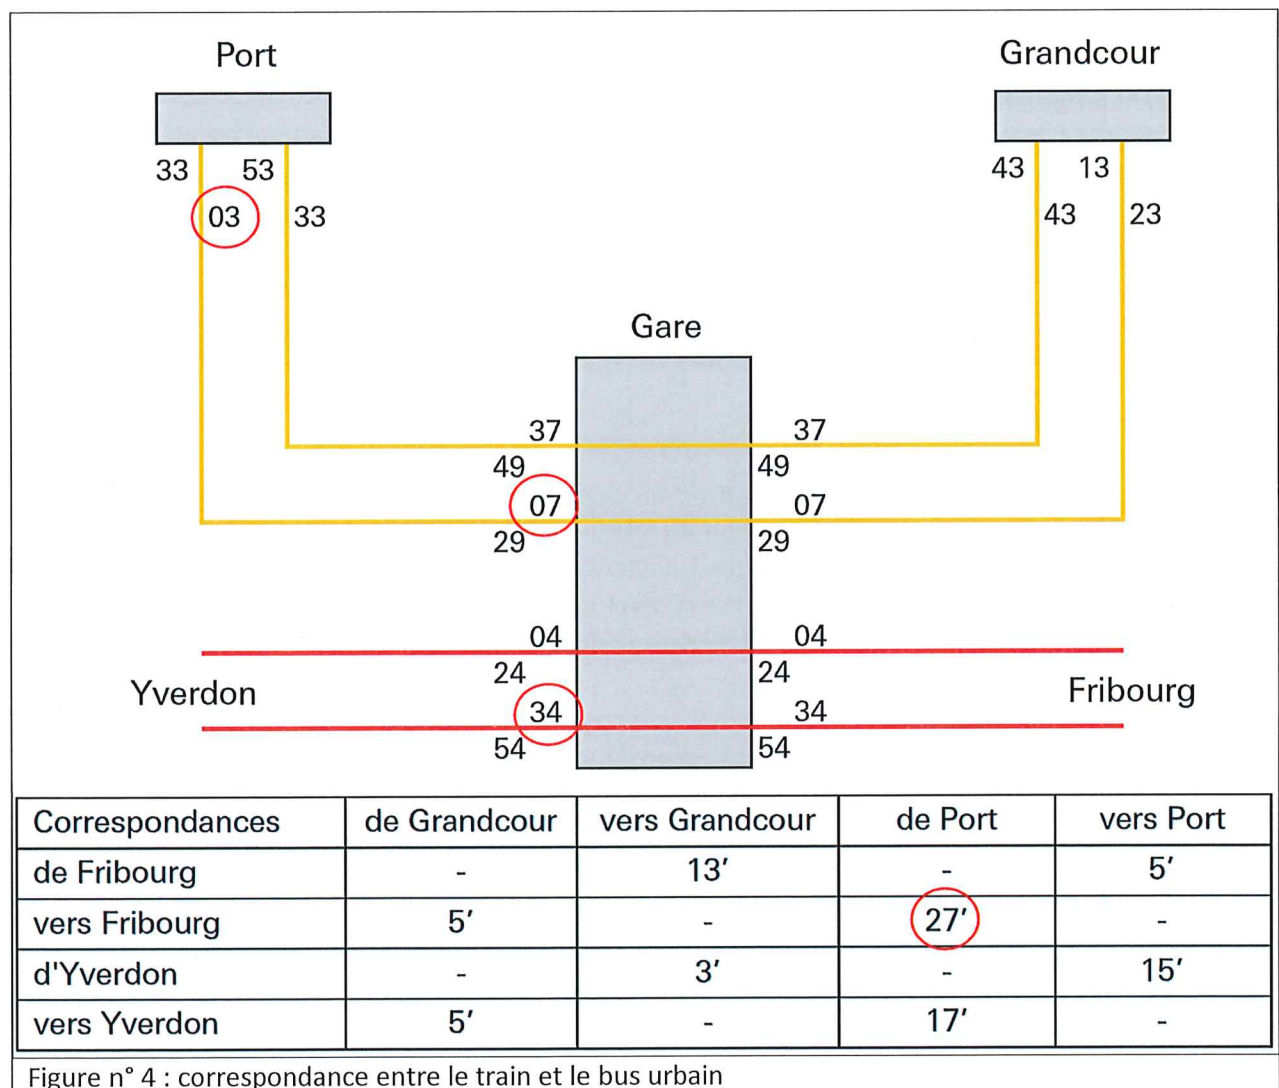 Port Grandcour
33 53 43 13
03 33 43 23
Gare
37 37
49 49
07 07
29 29
04 04
24 24
Yverdon Fribourg
34 34
54 54
Correspondances de Grandcour vers Grandcour de Port vers Port
de Fribourg - 13' - 5'
vers Fribourg 5' - 27' -
d'Yverdon - 3' - 15'
vers Yverdon 5' - 17' -
Figure n° 4 : correspondance entre le train et le bus urbain